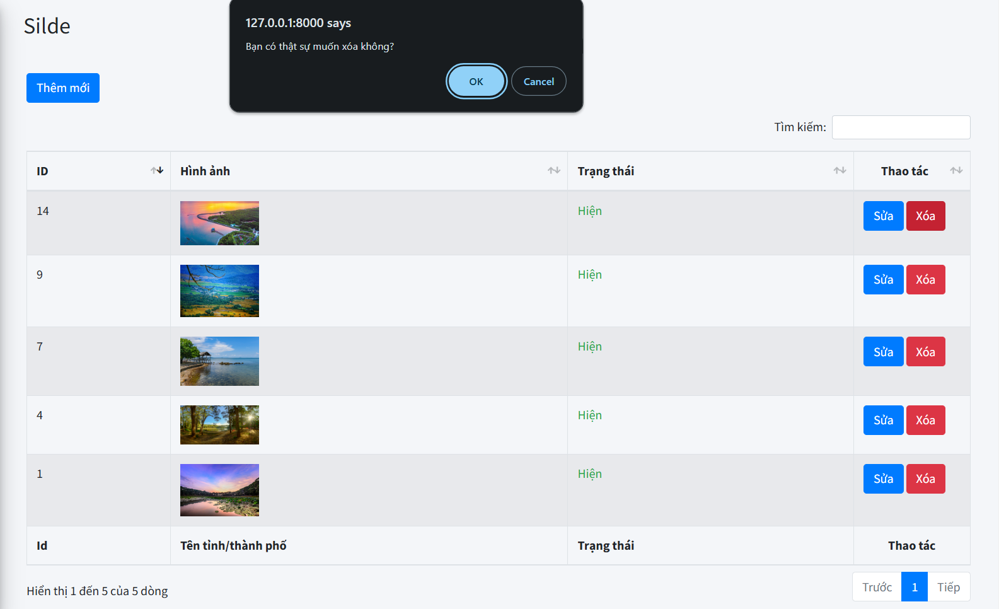 Silde
127.0.0.1:8000 says
Bạn có thật sự muốn xóa không?
OK Cancel
Thêm mới
Tìm kiếm:
ID Hình ảnh Trạng thái Thao tác
14 Hiện Sửa Xóa
9 Hiện Sửa Xóa
7 Hiện Sửa Xóa
4 Hiện Sửa Xóa
1 Hiện Sửa Xóa
Id Tên tỉnh/thành phố Trạng thái Thao tác
Hiển thị 1 đến 5 của 5 dòng
Trước 1 Tiếp